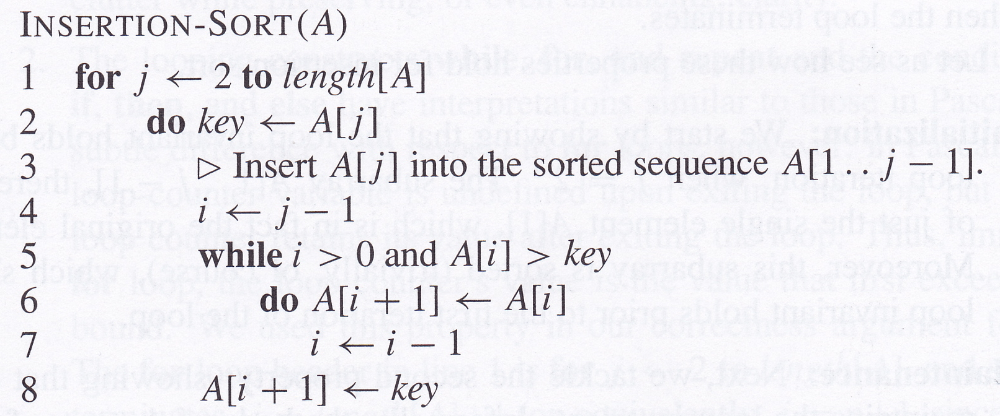 INSERTION-SORT(A)
1 for j ← 2 to length[A]
2 do key ← A[j]
3 ▷ Insert A[j] into the sorted sequence A[1 . . j − 1].
4 i ← j − 1
5 while i > 0 and A[i] > key
6 do A[i + 1] ← A[i]
7 i ← i − 1
8 A[i + 1] ← key